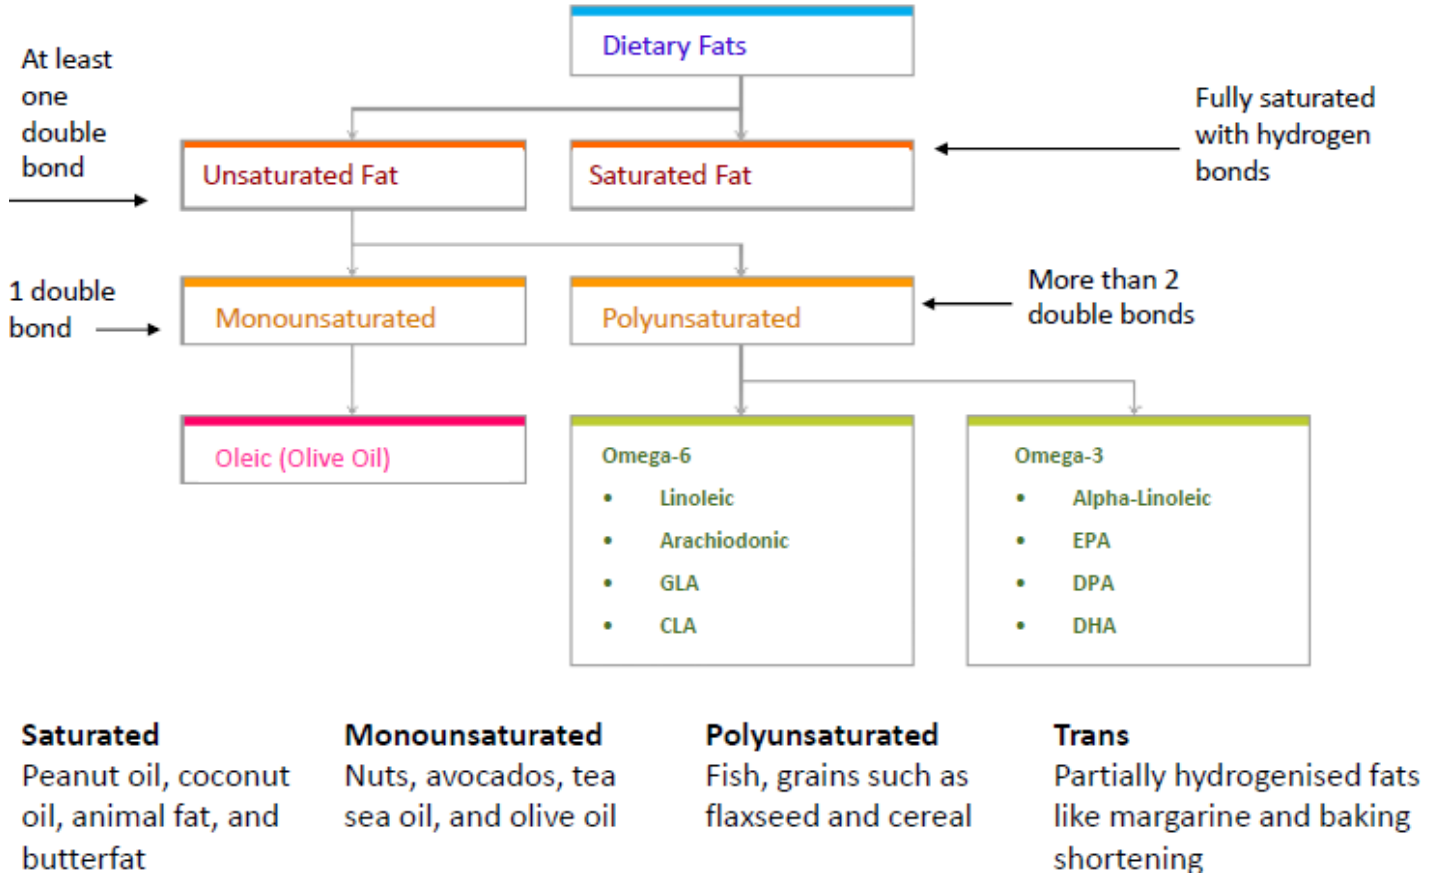 Dietary Fats
At least
one
double
bond
Fully saturated
with hydrogen
bonds
Unsaturated Fat
Saturated Fat
1 double
bond
More than 2
double bonds
Monounsaturated
Polyunsaturated
Oleic (Olive Oil)
Omega-6
• Linoleic
• Arachiodonic
• GLA
• CLA
Omega-3
• Alpha-Linoleic
• EPA
• DPA
• DHA
Saturated
Peanut oil, coconut
oil, animal fat, and
butterfat
Monounsaturated
Nuts, avocados, tea
sea oil, and olive oil
Polyunsaturated
Fish, grains such as
flaxseed and cereal
Trans
Partially hydrogenised fats
like margarine and baking
shortening